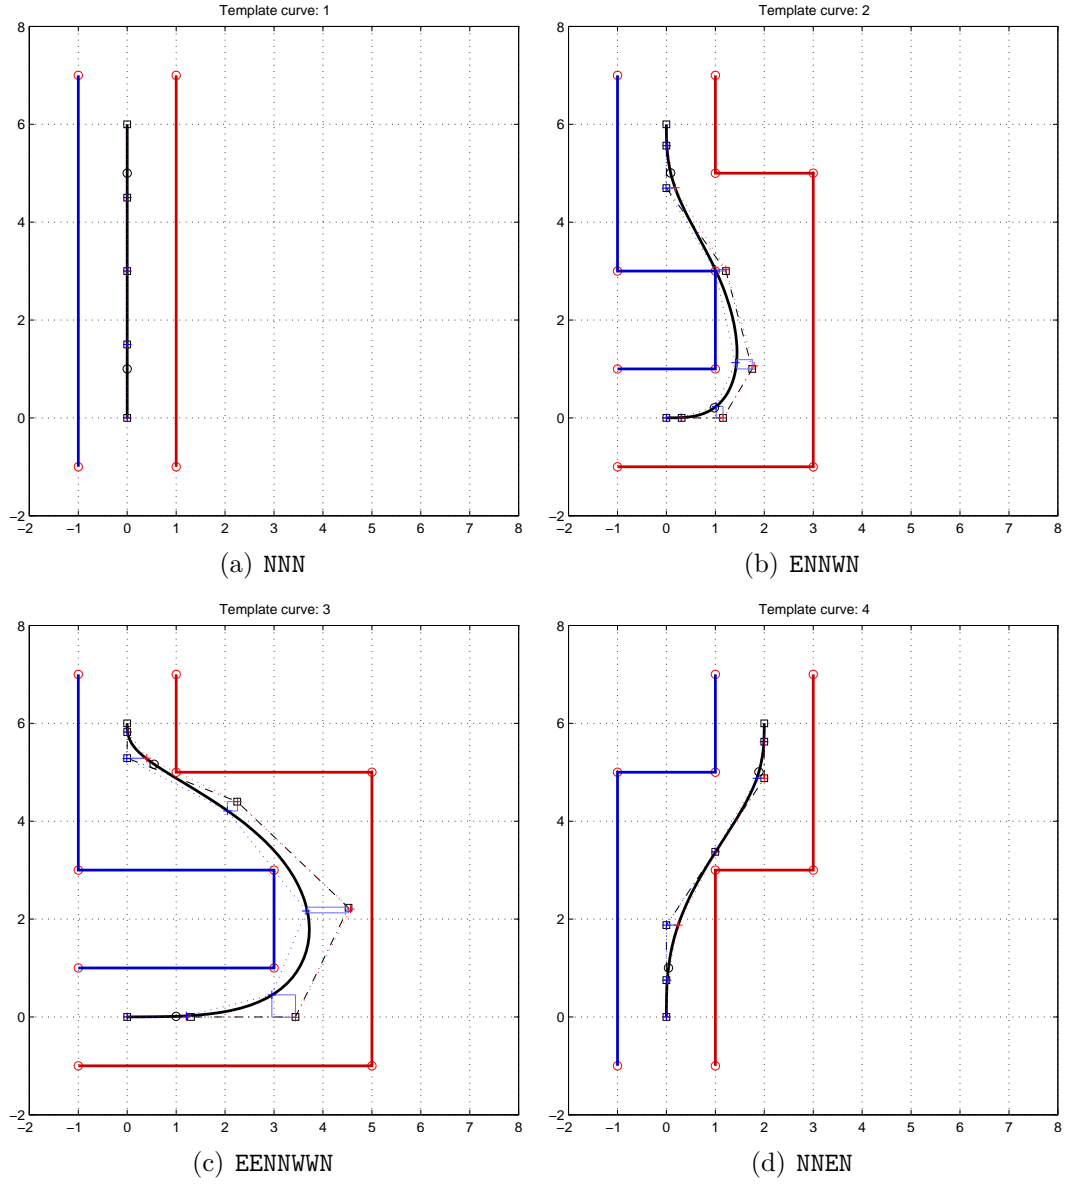 Template curve: 1
8
6
4
2
0
−2
−2 −1 0 1 2 3 4 5 6 7 8
(a) NNN
Template curve: 2
8
6
4
2
0
−2
−2 −1 0 1 2 3 4 5 6 7 8
(b) ENNWN
Template curve: 3
8
6
4
2
0
−2
−2 −1 0 1 2 3 4 5 6 7 8
(c) EENNWWN
Template curve: 4
8
6
4
2
0
−2
−2 −1 0 1 2 3 4 5 6 7 8
(d) NNEN